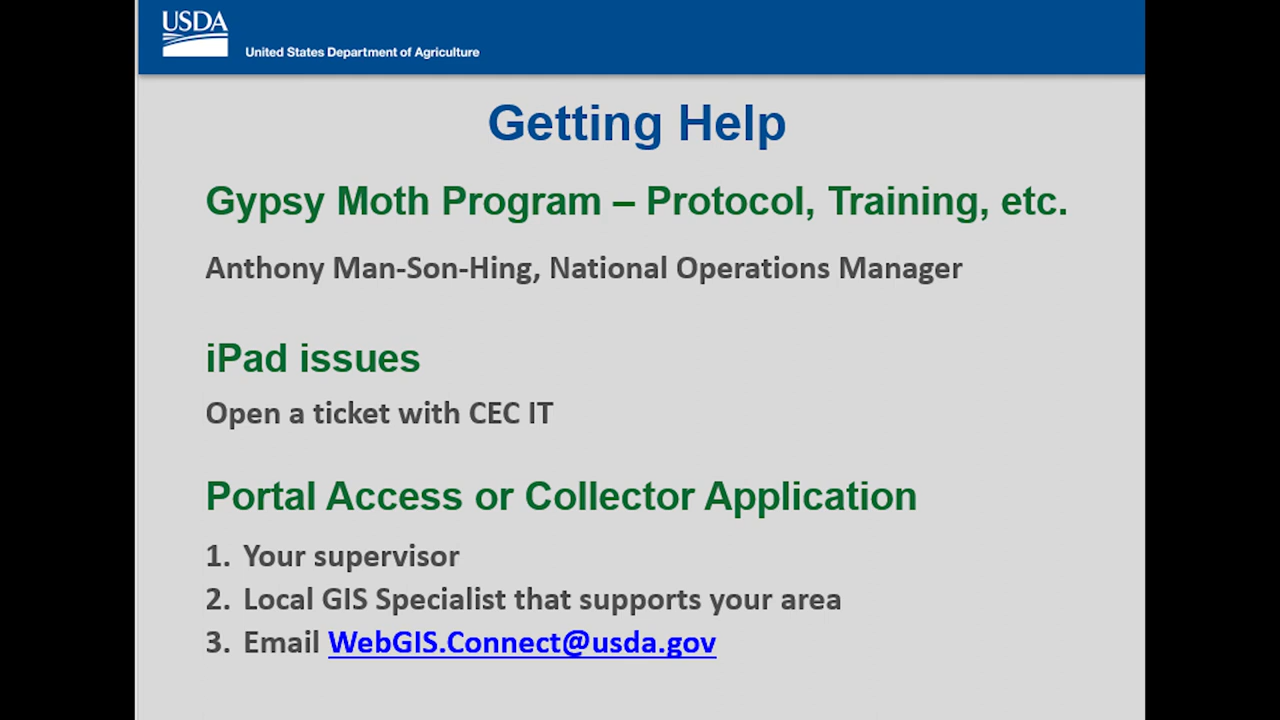 USDA
United States Department of Agriculture
Getting Help
Gypsy Moth Program – Protocol, Training, etc.
Anthony Man-Son-Hing, National Operations Manager
iPad issues
Open a ticket with CEC IT
Portal Access or Collector Application
1. Your supervisor
2. Local GIS Specialist that supports your area
3. Email WebGIS.Connect@usda.gov